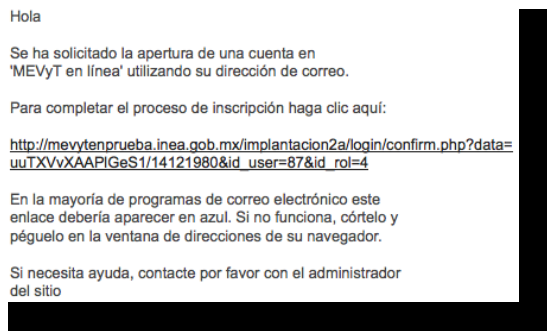 Hola
Se ha solicitado la apertura de una cuenta en
'MEVyT en línea' utilizando su dirección de correo.
Para completar el proceso de inscripción haga clic aquí:
http://mevytenprueba.inea.gob.mx/implantacion2a/login/confirm.php?data=
uuTXVvXAAPlGeS1/14121980&id_user=87&id_rol=4
En la mayoría de programas de correo electrónico este
enlace debería aparecer en azul. Si no funciona, córtelo y
péguelo en la ventana de direcciones de su navegador.
Si necesita ayuda, contacte por favor con el administrador
del sitio